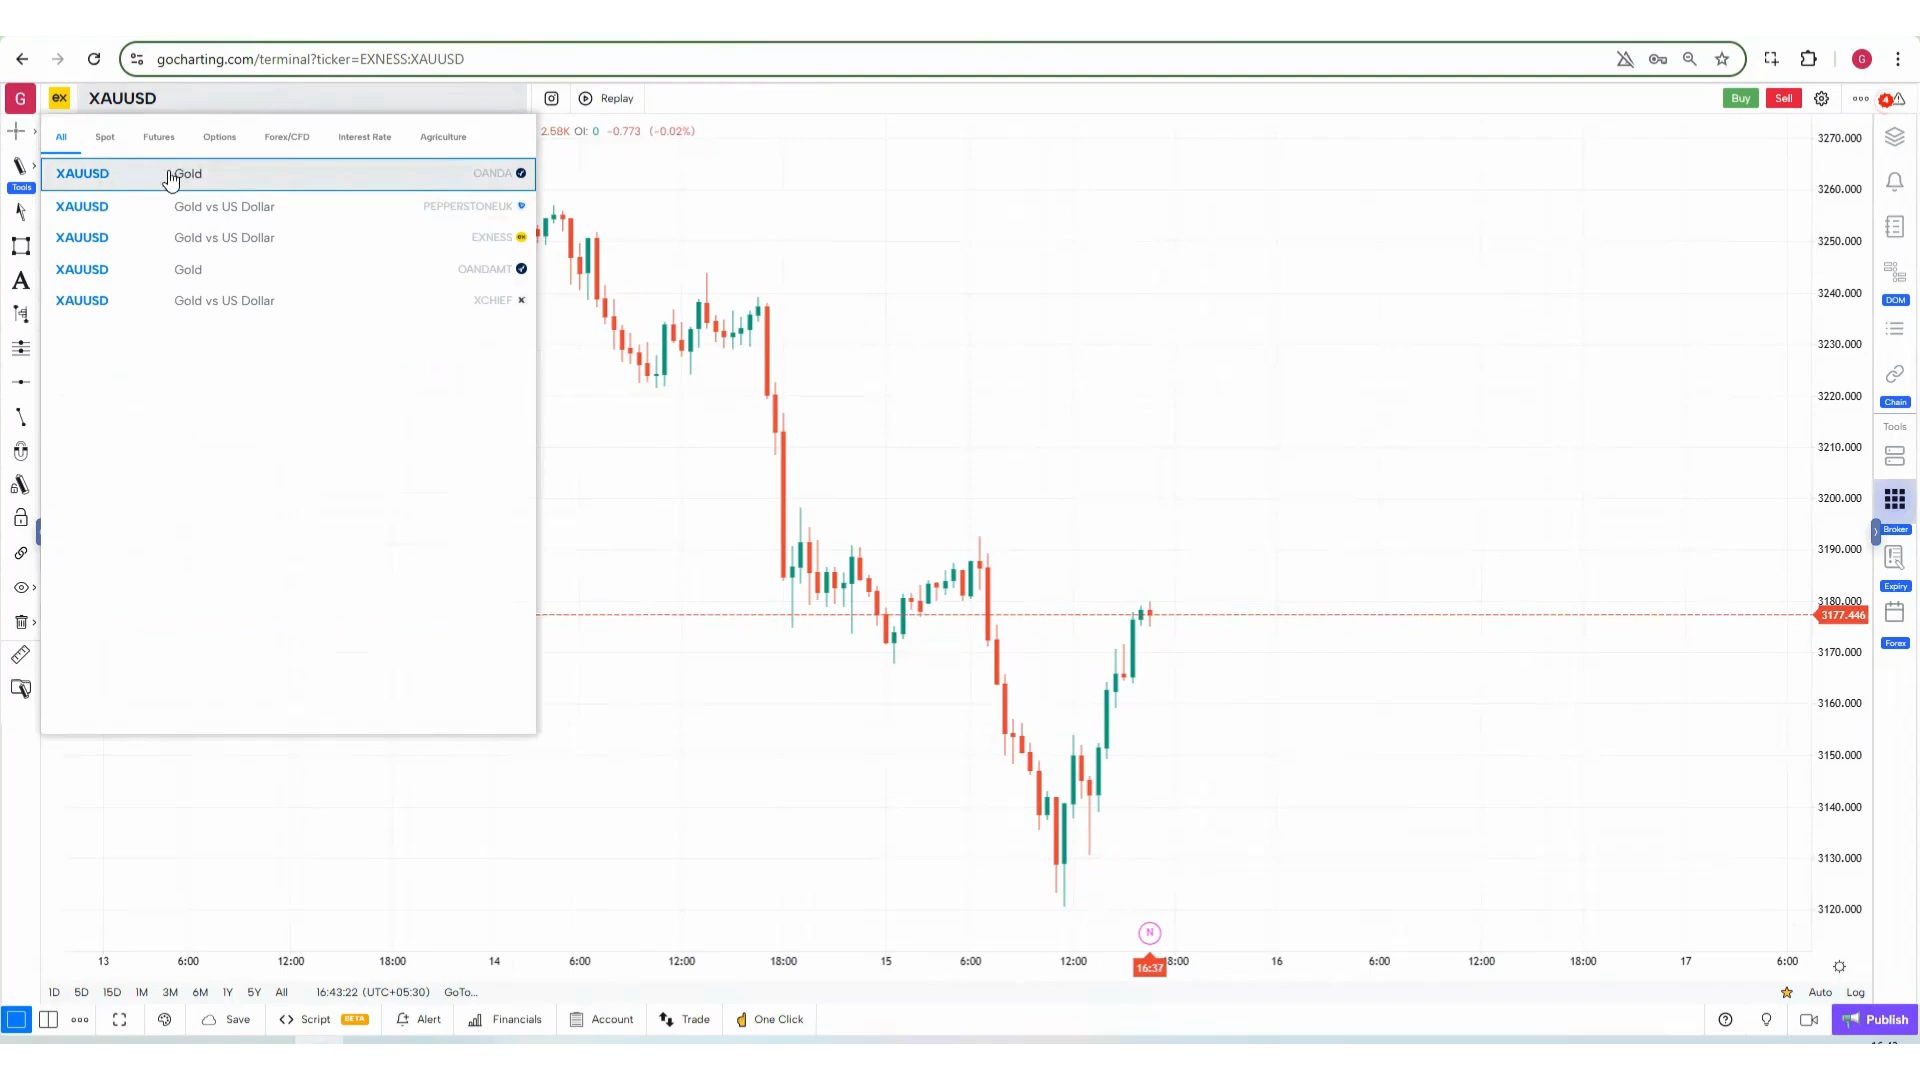 gocharting.com/terminal?ticker=EXNESS:XAUUSD
G
G ex XAUUSD Replay Buy Sell 4
All Spot Futures Options Forex/CFD Interest Rate Agriculture
2.58K OI: 0 −0.773 (−0.02%)
XAUUSD Gold OANDA
XAUUSD Gold vs US Dollar PEPPERSTONEUK
XAUUSD Gold vs US Dollar EXNESS ex
XAUUSD Gold OANDAMT
XAUUSD Gold vs US Dollar XCHIEF
Tools
A
3270.000
3260.000
3250.000
3240.000
3230.000
3220.000
3210.000
3200.000
3190.000
3180.000
3177.446
3170.000
3160.000
3150.000
3140.000
3130.000
3120.000
DOM
Chain
Tools
Broker
Expiry
Forex
N
13 6:00 12:00 18:00 14 6:00 12:00 18:00 15 6:00 12:00 18:00 16 6:00 12:00 18:00 17 6:00
16:37
1D 5D 15D 1M 3M 6M 1Y 5Y All 16:43:22 (UTC+05:30) GoTo... Auto Log
Save Script BETA Alert Financials Account Trade One Click Publish